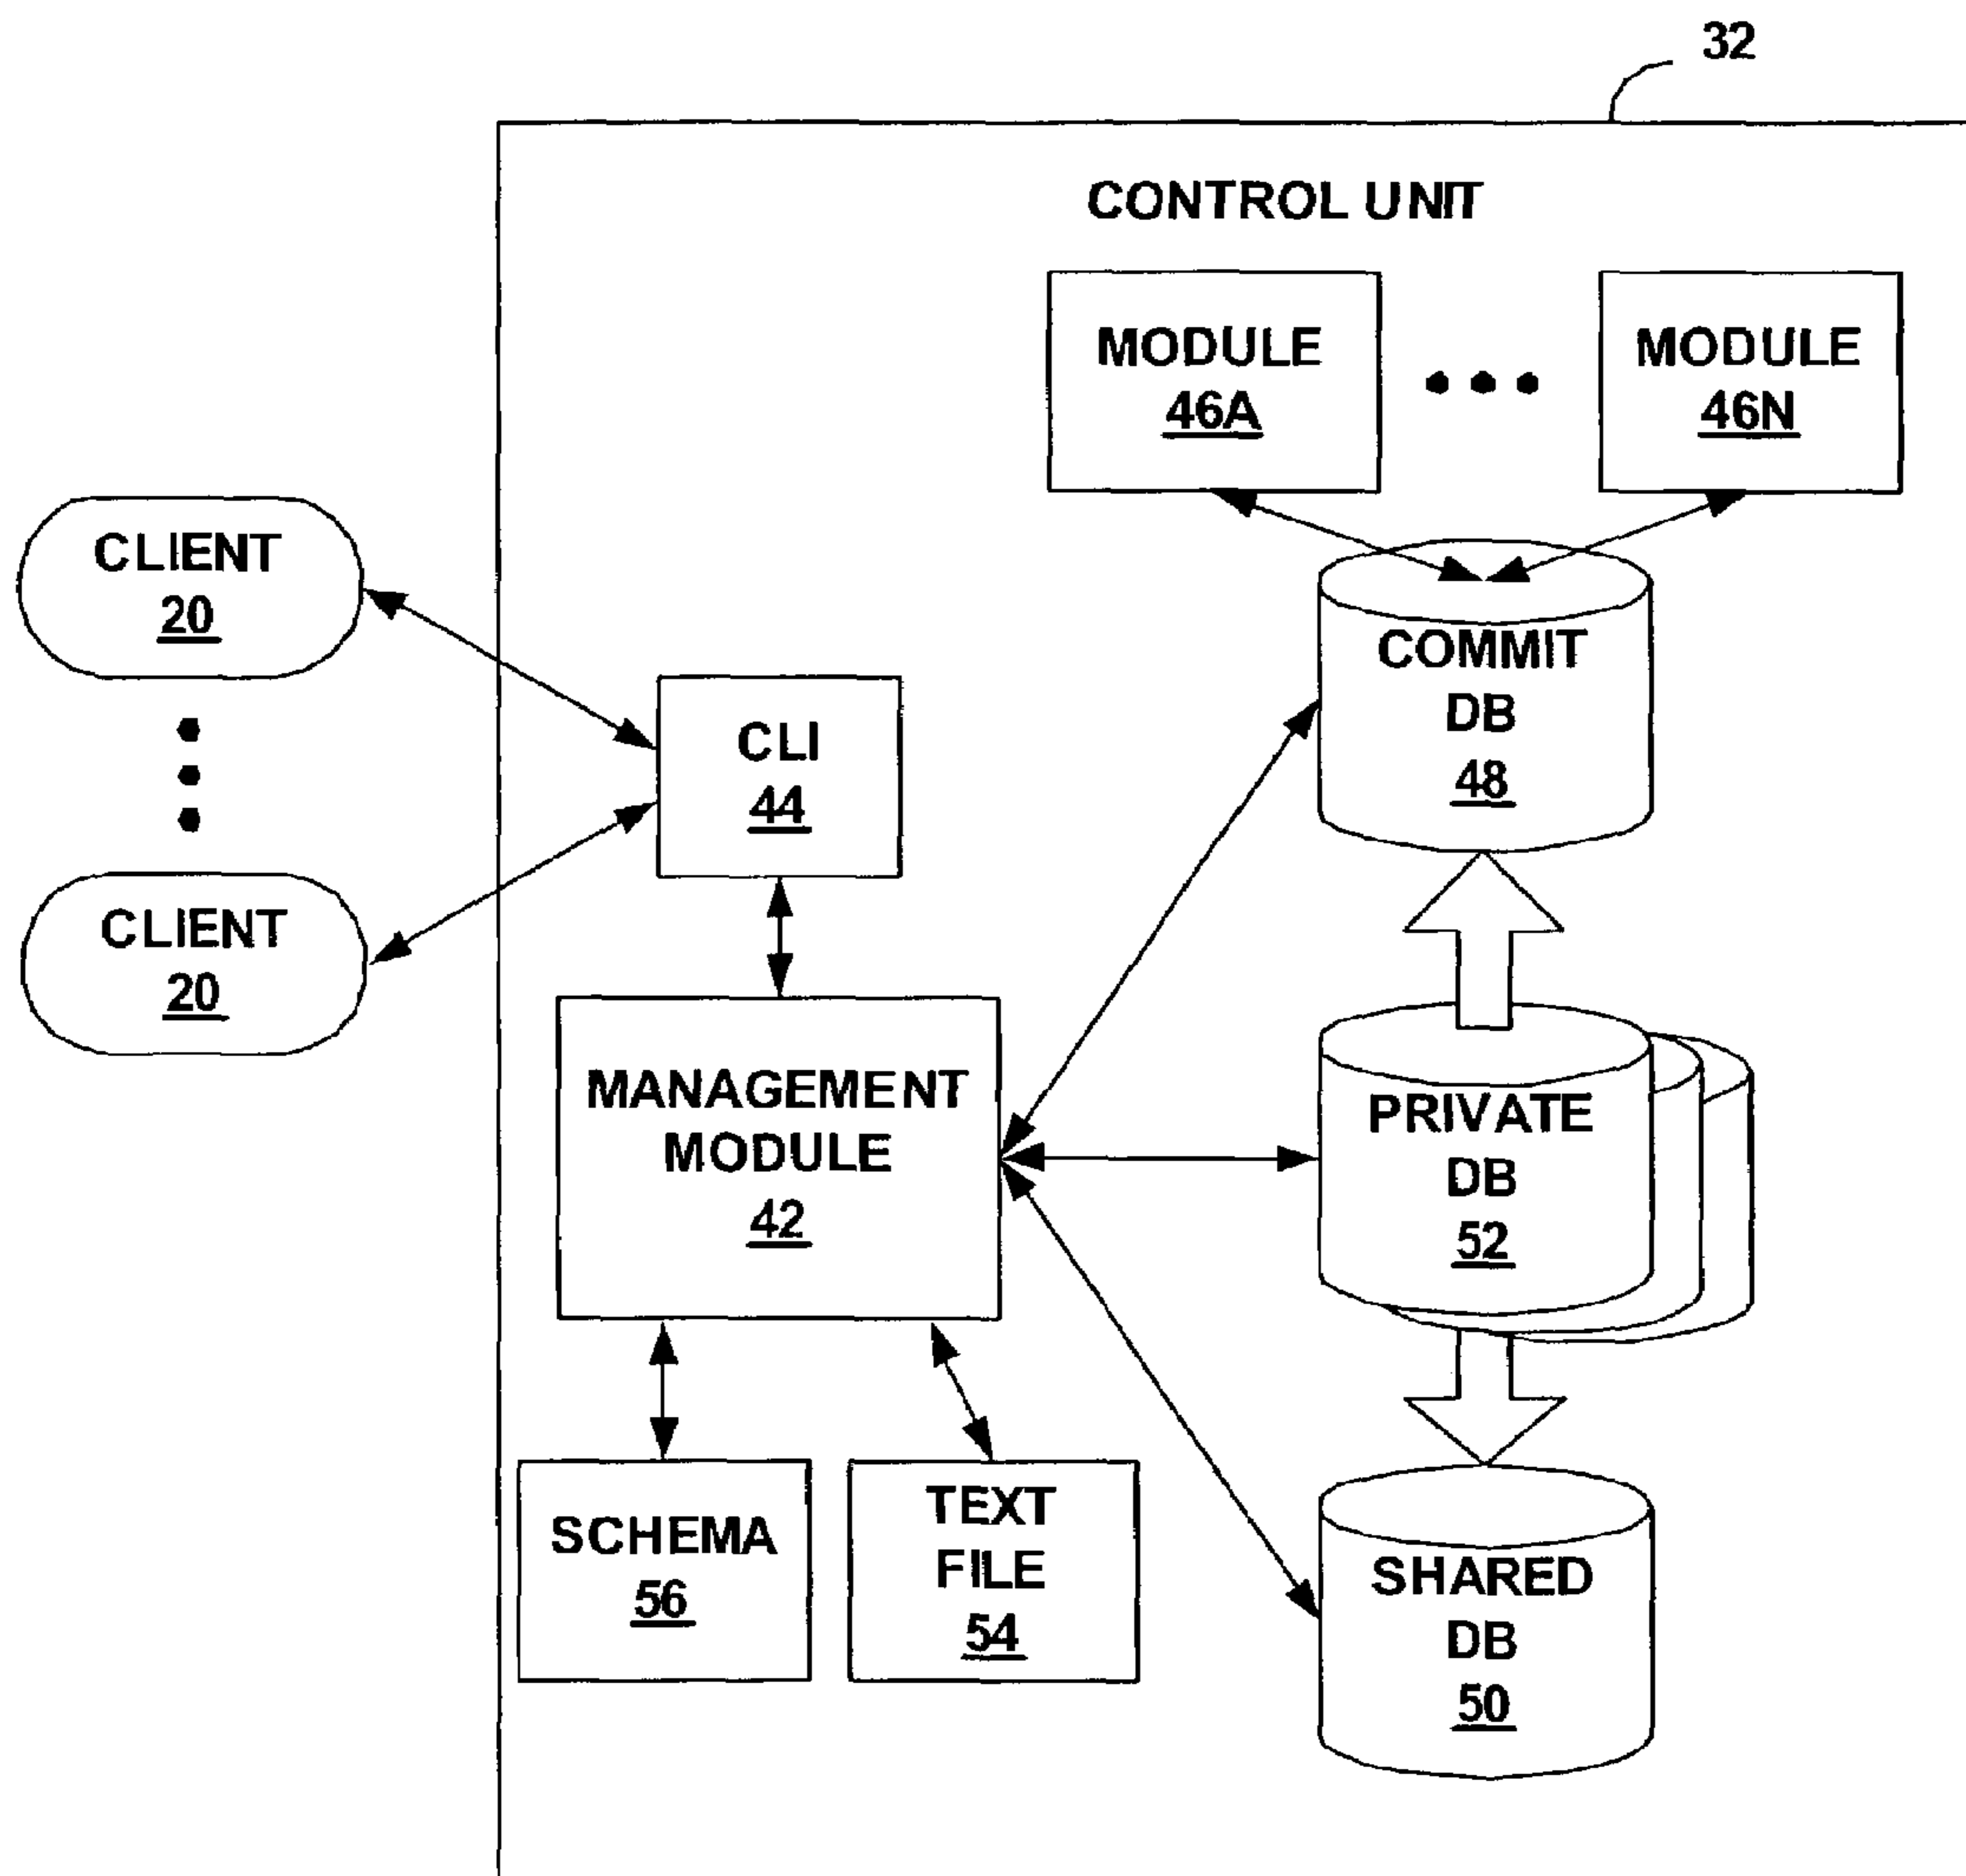 32
CONTROL UNIT
MODULE
46A
MODULE
46N
CLIENT
20
CLI
44
COMMIT
DB
48
CLIENT
20
MANAGEMENT
MODULE
42
PRIVATE
DB
52
SCHEMA
56
TEXT
FILE
54
SHARED
DB
50